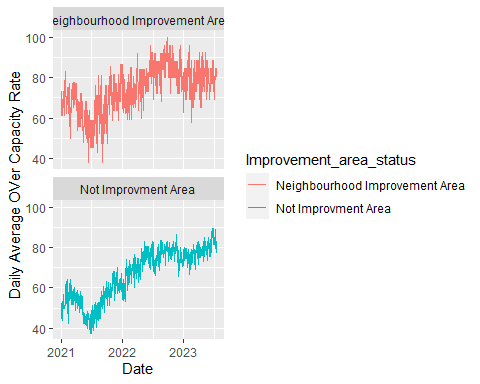 eighbourhood Improvement Are
100
80
60
40
Not Improvment Area
100
80
60
40
2021
2022
2023
Date
Daily Average OVer Capacity Rate
Improvement_area_status
Neighbourhood Improvement Area
Not Improvment Area